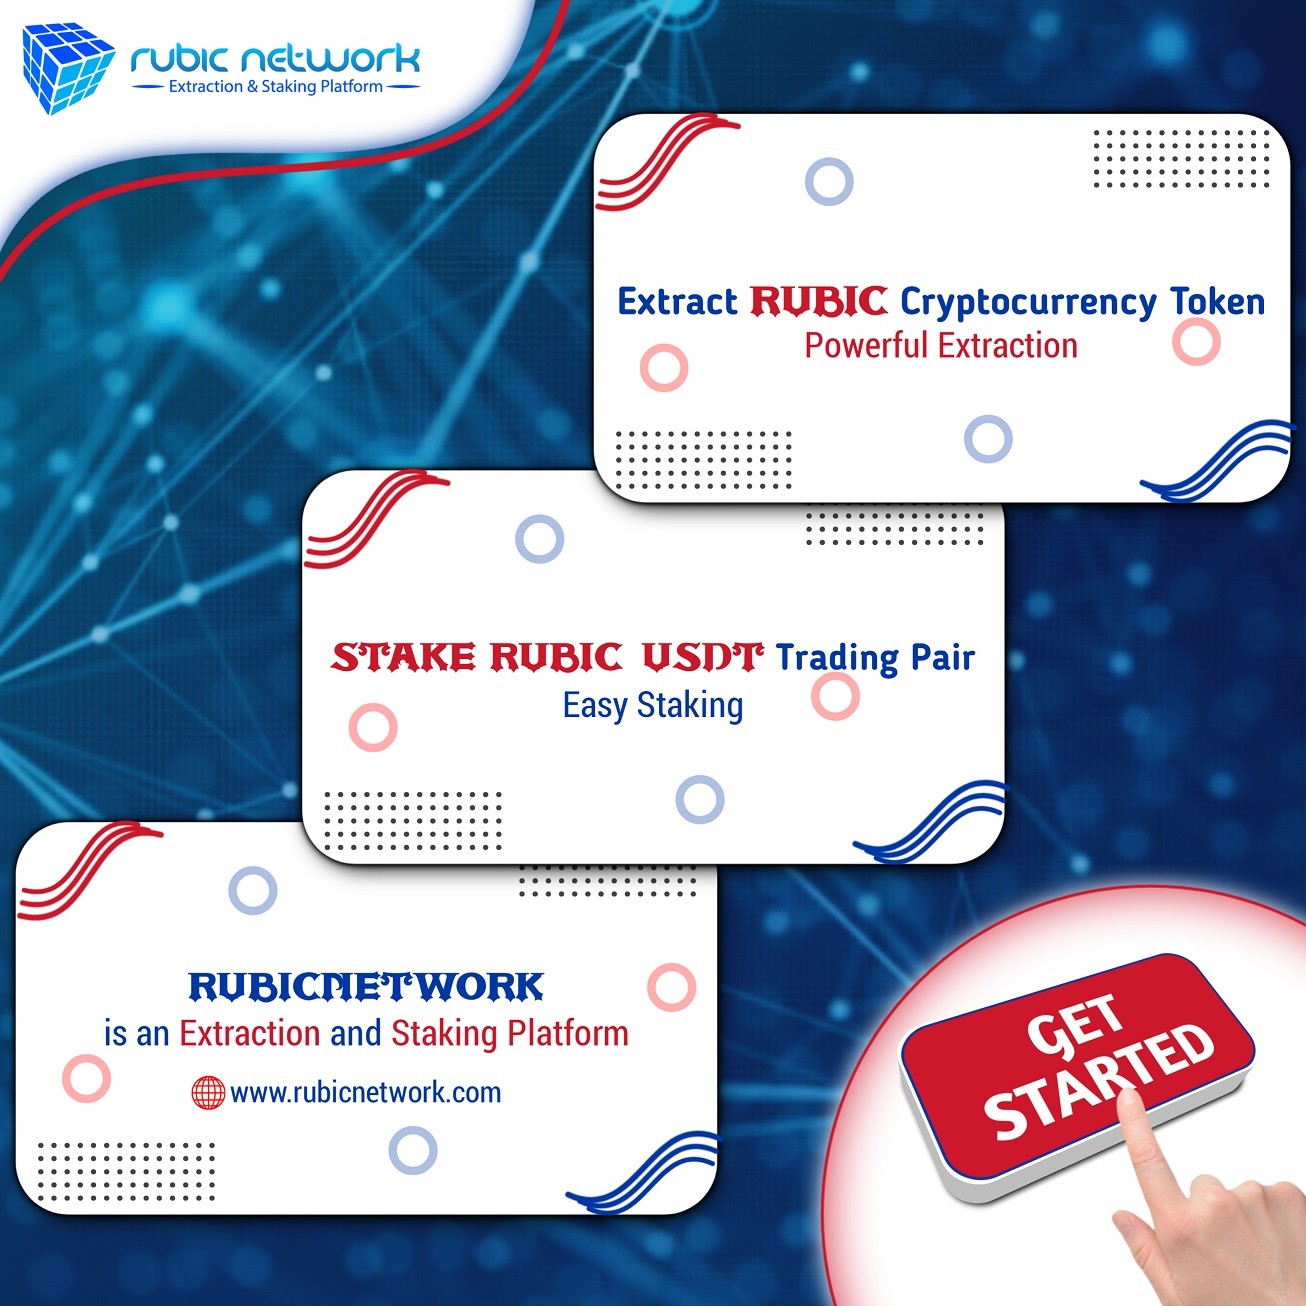 rubic network
Extraction & Staking Platform
Extract RUBIC Cryptocurrency Token
Powerful Extraction
STAKE RUBIC USDT Trading Pair
Easy Staking
RUBICNETWORK
is an Extraction and Staking Platform
www.rubicnetwork.com
GET
STARTED